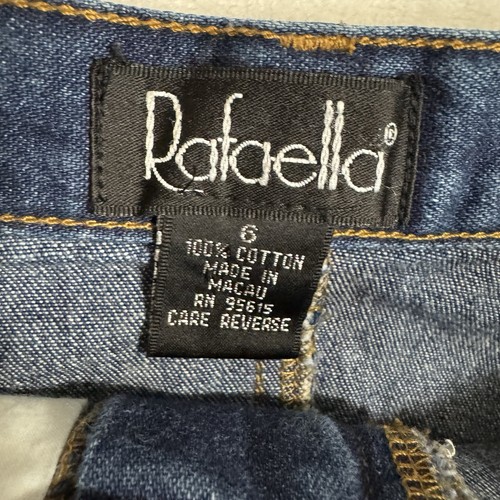 Rafaella®
6
100% COTTON
MADE IN
MACAU
RN 95615
CARE REVERSE